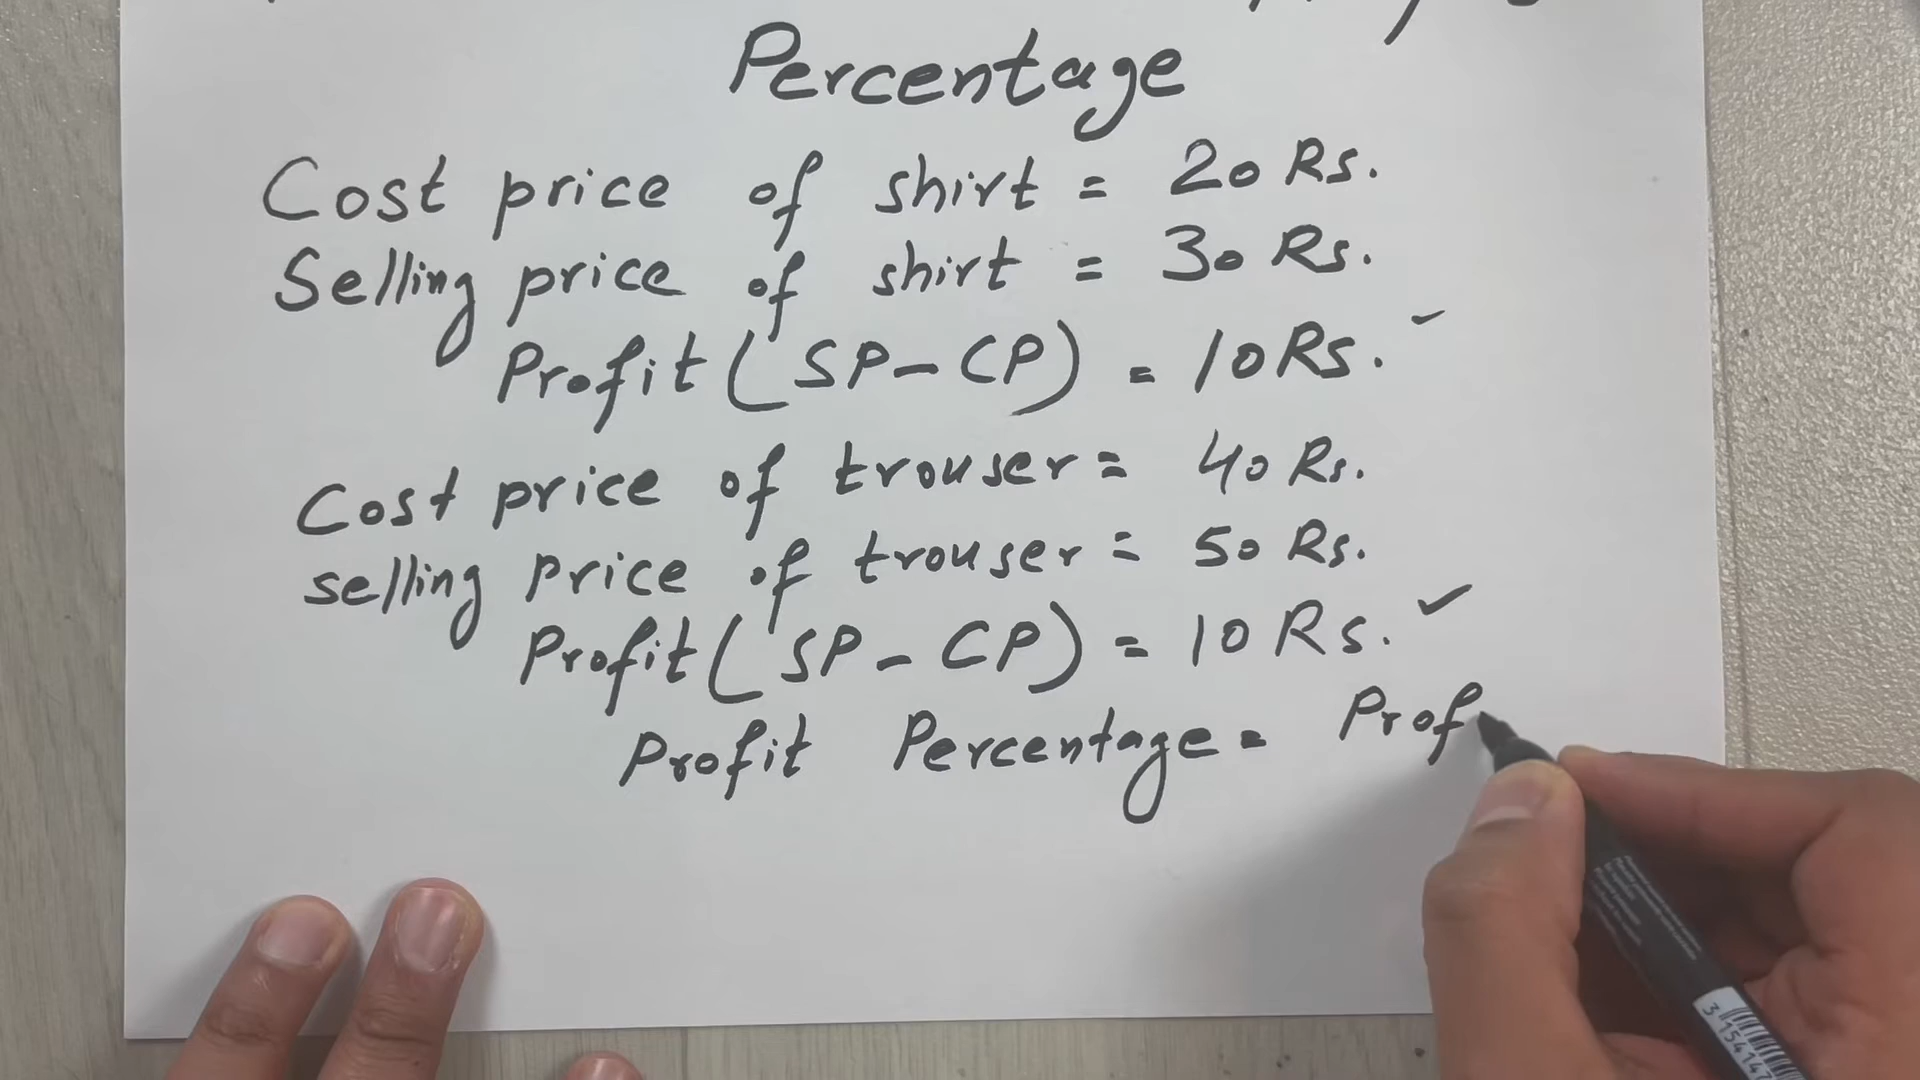 Percentage
Cost price of shirt = 20 Rs.
Selling price of shirt = 30 Rs.
Profit (SP-CP) = 10 Rs.
Cost price of trouser = 40 Rs.
selling price of trouser = 50 Rs.
Profit (SP-CP) = 10 Rs.
Profit Percentage = Prof